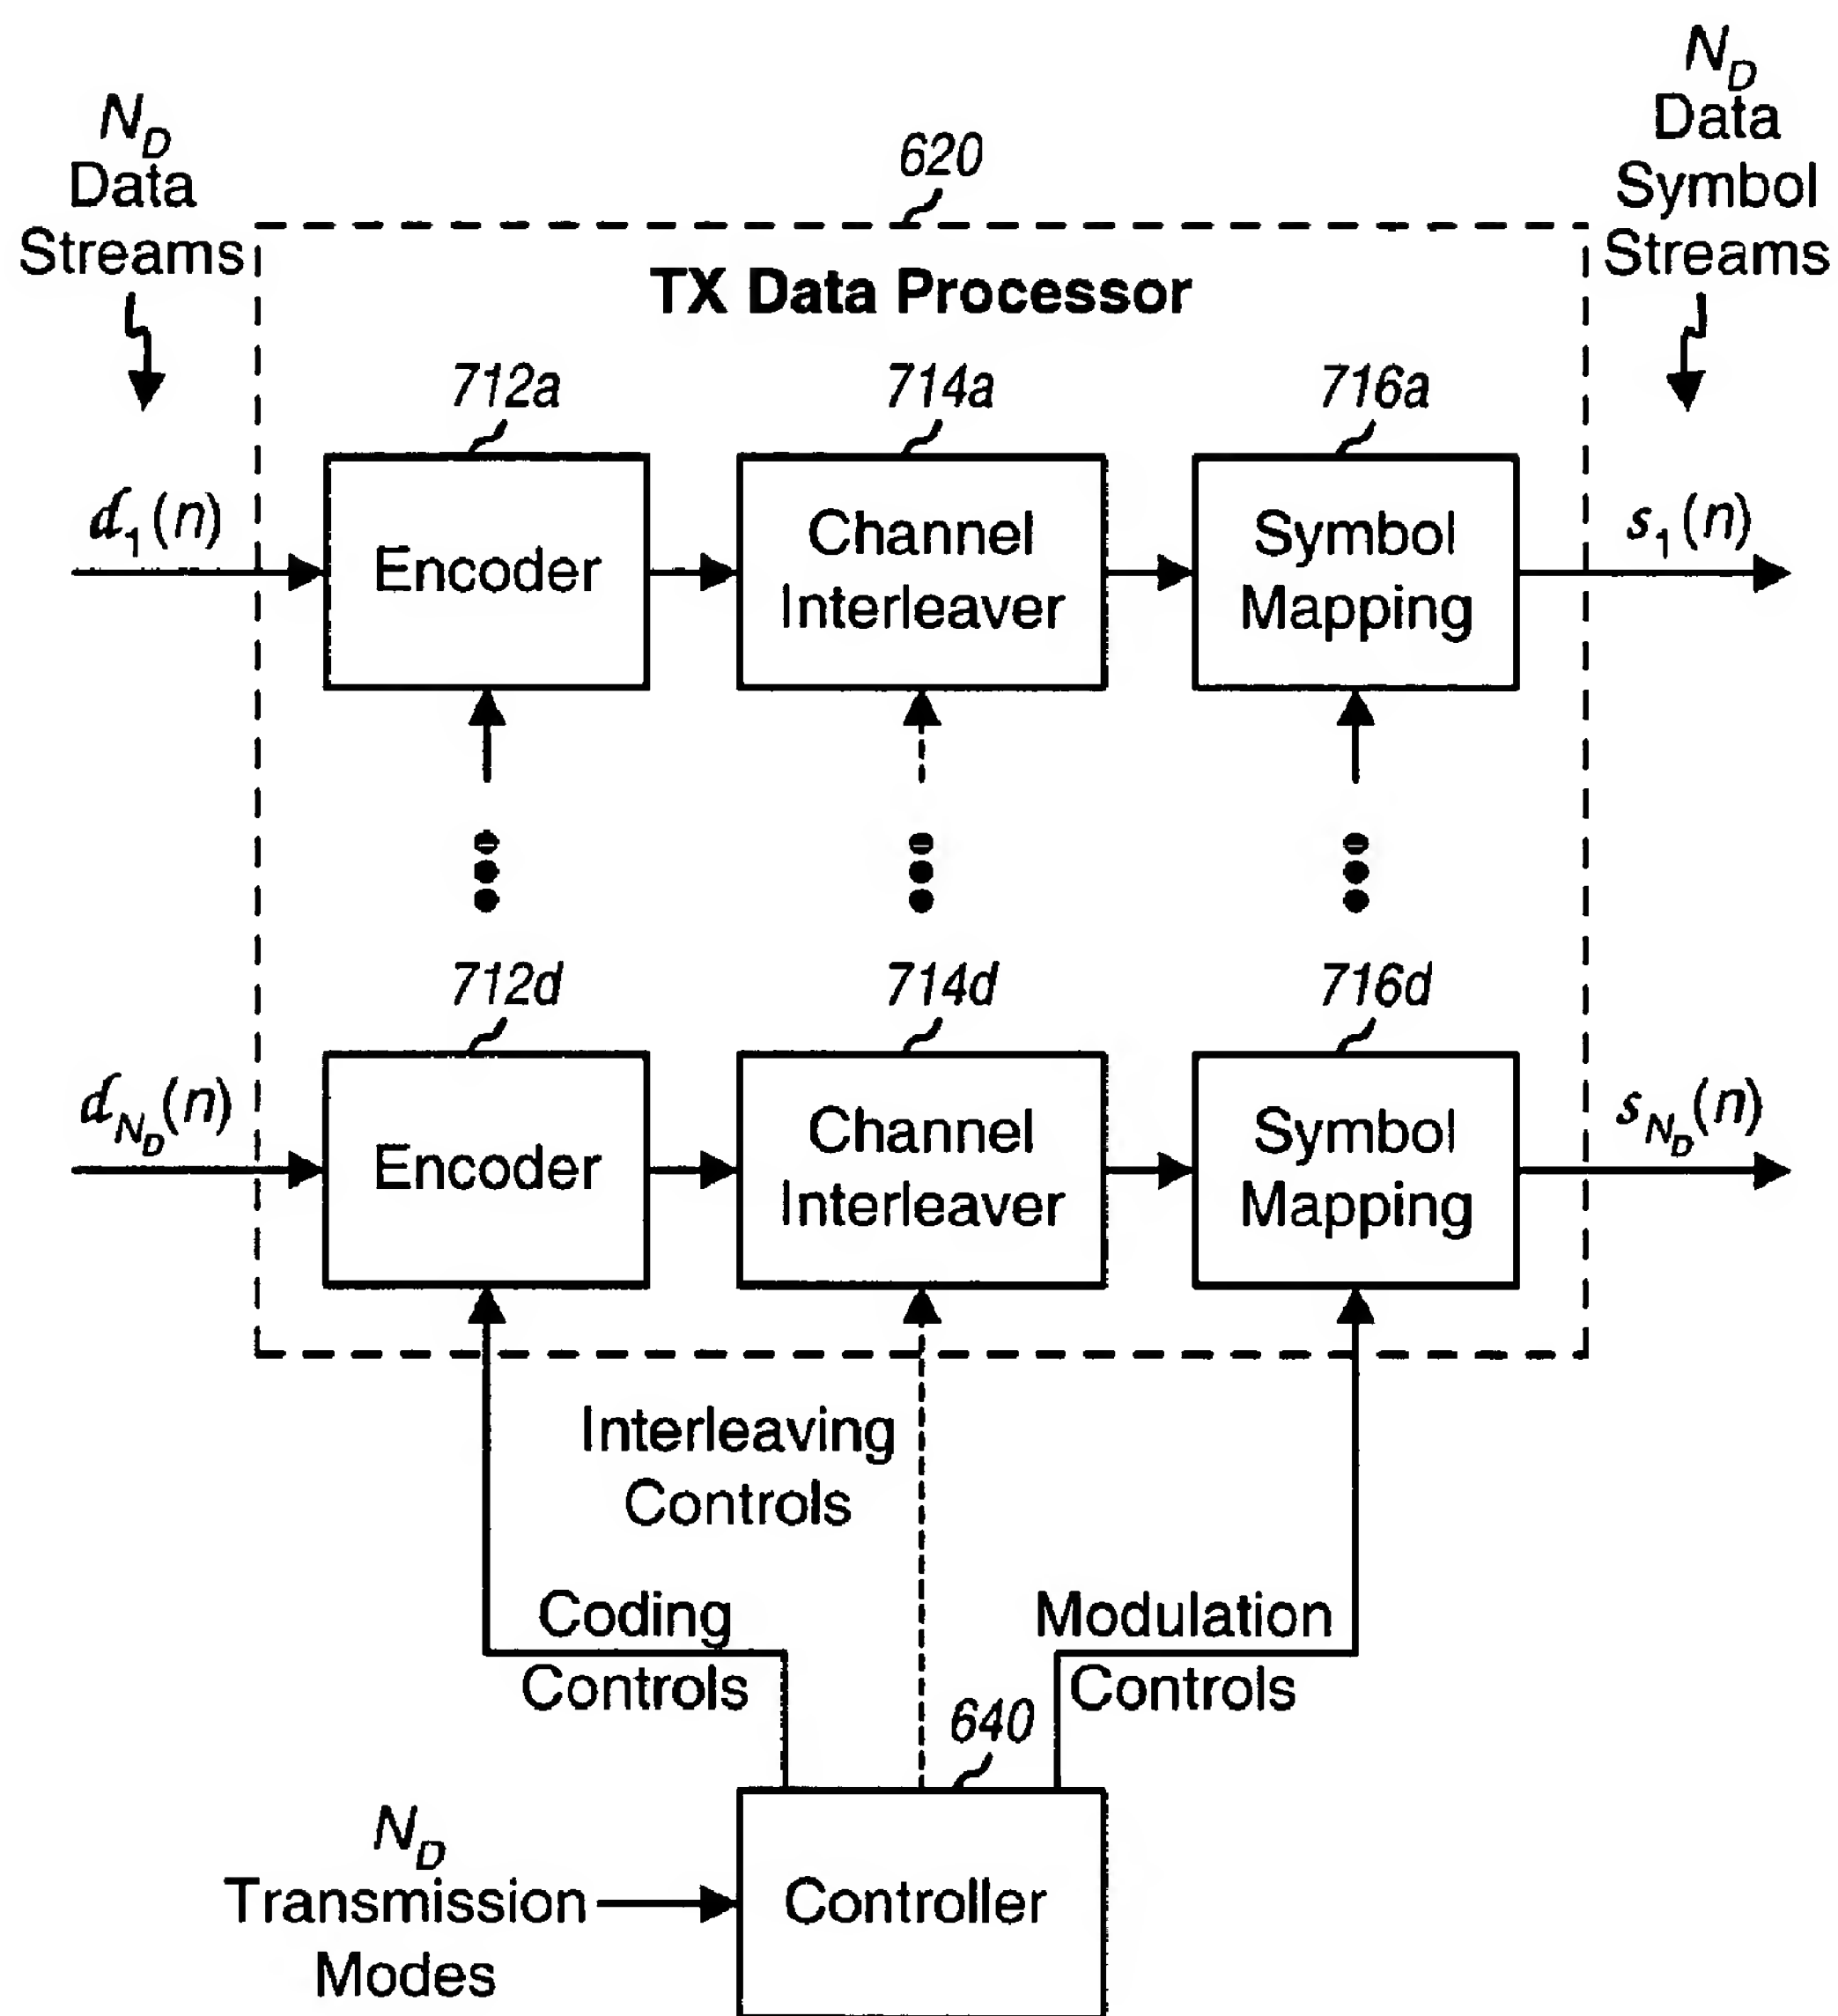 N_D
Data
Streams
N_D
Data
Symbol
Streams
620
TX Data Processor
712a
714a
716a
d_1(n)
Encoder
Channel
Interleaver
Symbol
Mapping
s_1(n)
712d
714d
716d
d_{N_D}(n)
Encoder
Channel
Interleaver
Symbol
Mapping
s_{N_D}(n)
Interleaving
Controls
Coding
Controls
Modulation
Controls
640
N_D
Transmission
Modes
Controller